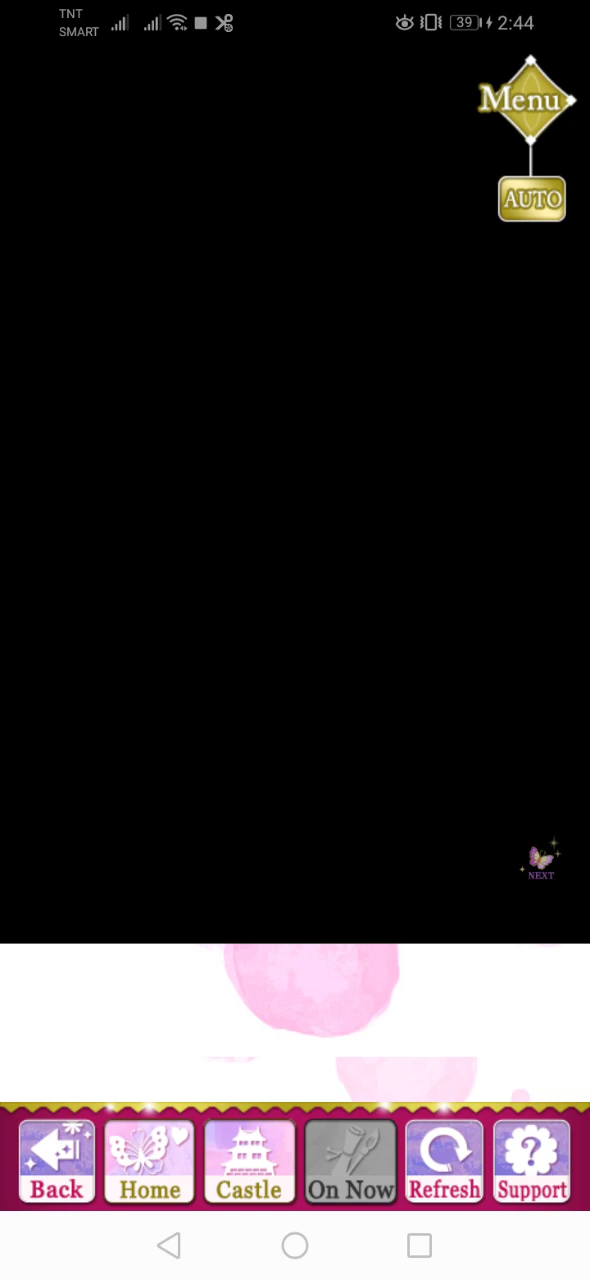 TNT
SMART
39
2:44
Menu
AUTO
NEXT
Back
Home
Castle
On Now
Refresh
Support